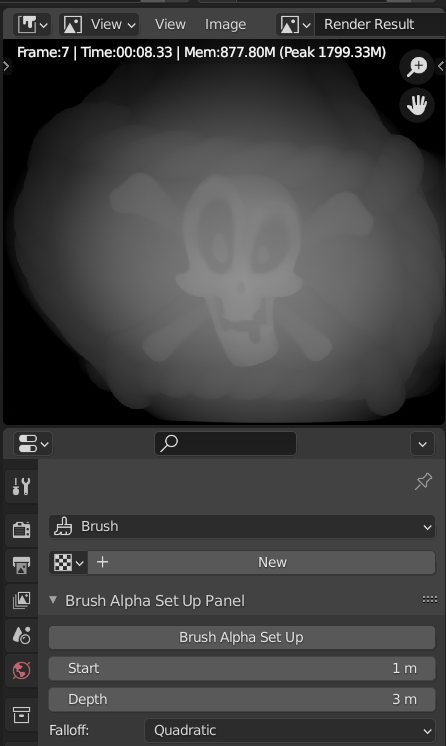 View View Image Render Result
Frame:7 | Time:00:08.33 | Mem:877.80M (Peak 1799.33M)
Brush
New
Brush Alpha Set Up Panel
Brush Alpha Set Up
Start 1 m
Depth 3 m
Falloff: Quadratic